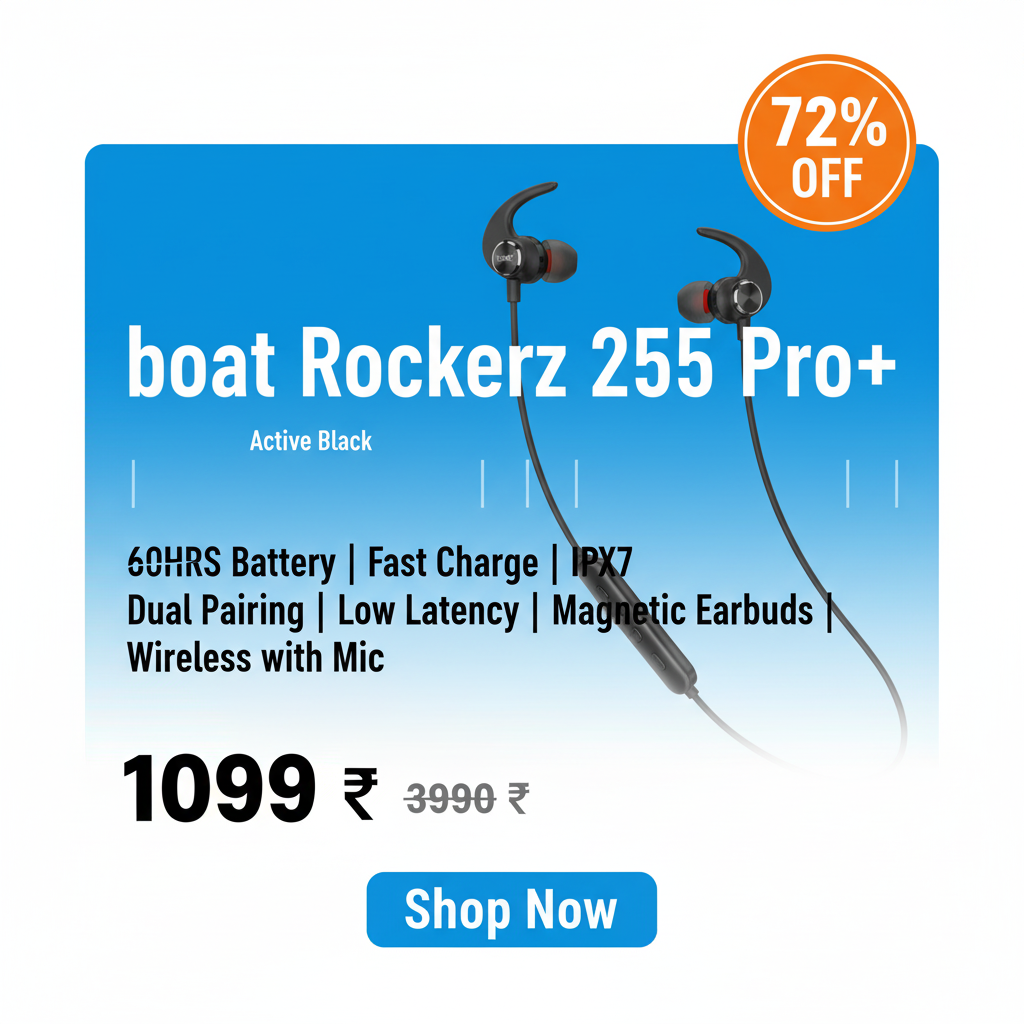 72%
OFF
boat Rockerz 255 Pro+
Active Black
60HRS Battery | Fast Charge | IPX7
Dual Pairing | Low Latency | Magnetic Earbuds |
Wireless with Mic
1099 ₹ 3990 ₹
Shop Now